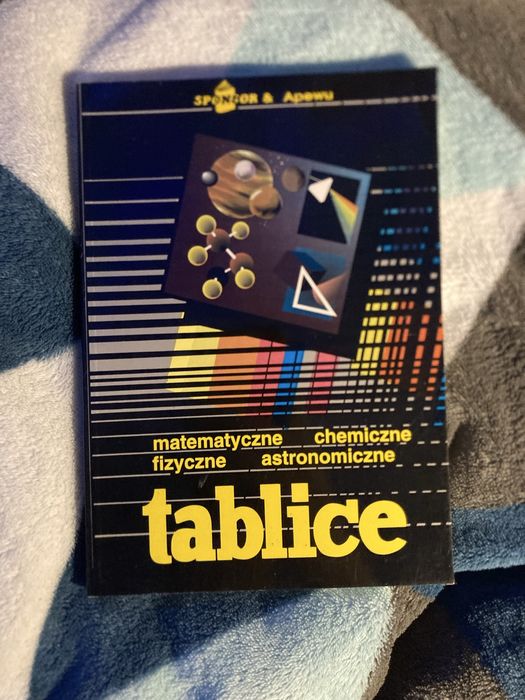 SPONSOR & Apewu
matematyczne chemiczne
fizyczne astronomiczne
tablice